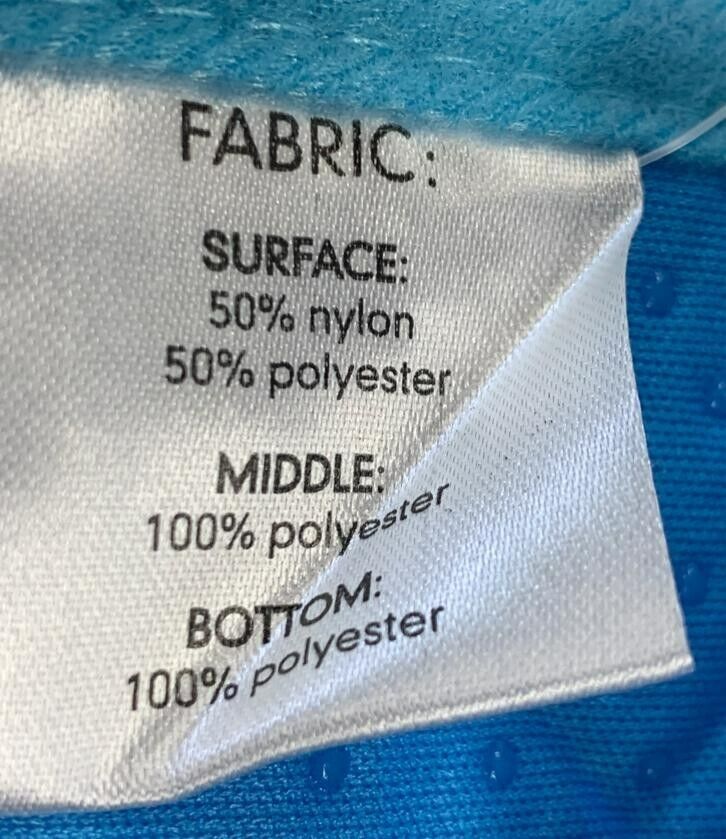 FABRIC:
SURFACE:
50% nylon
50% polyester
MIDDLE:
100% polyester
BOTTOM:
100% polyester